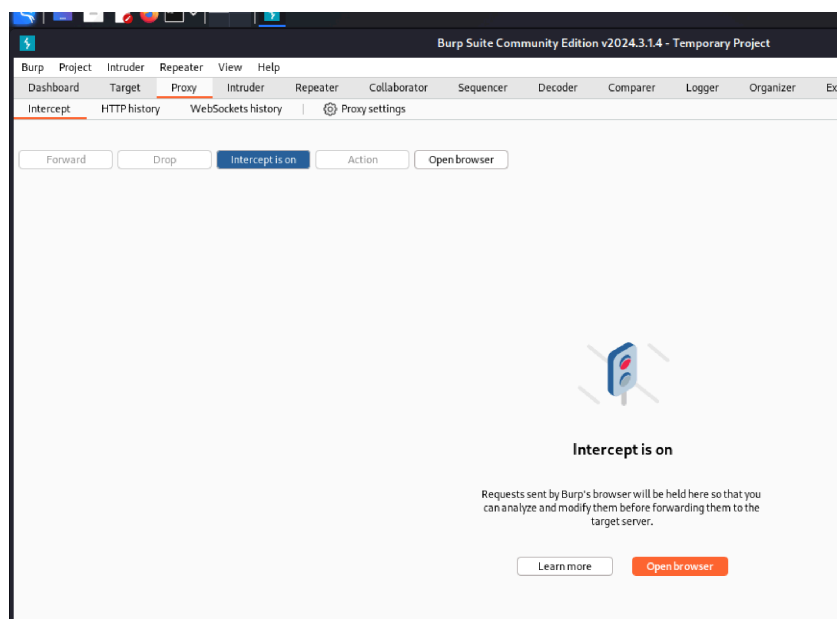 Burp Suite Community Edition v2024.3.1.4 - Temporary Project
Burp Project Intruder Repeater View Help
Dashboard Target Proxy Intruder Repeater Collaborator Sequencer Decoder Comparer Logger Organizer Ex
Intercept HTTP history WebSockets history Proxy settings
Forward Drop Intercept is on Action Open browser
Intercept is on
Requests sent by Burp's browser will be held here so that you
can analyze and modify them before forwarding them to the
target server.
Learn more Open browser